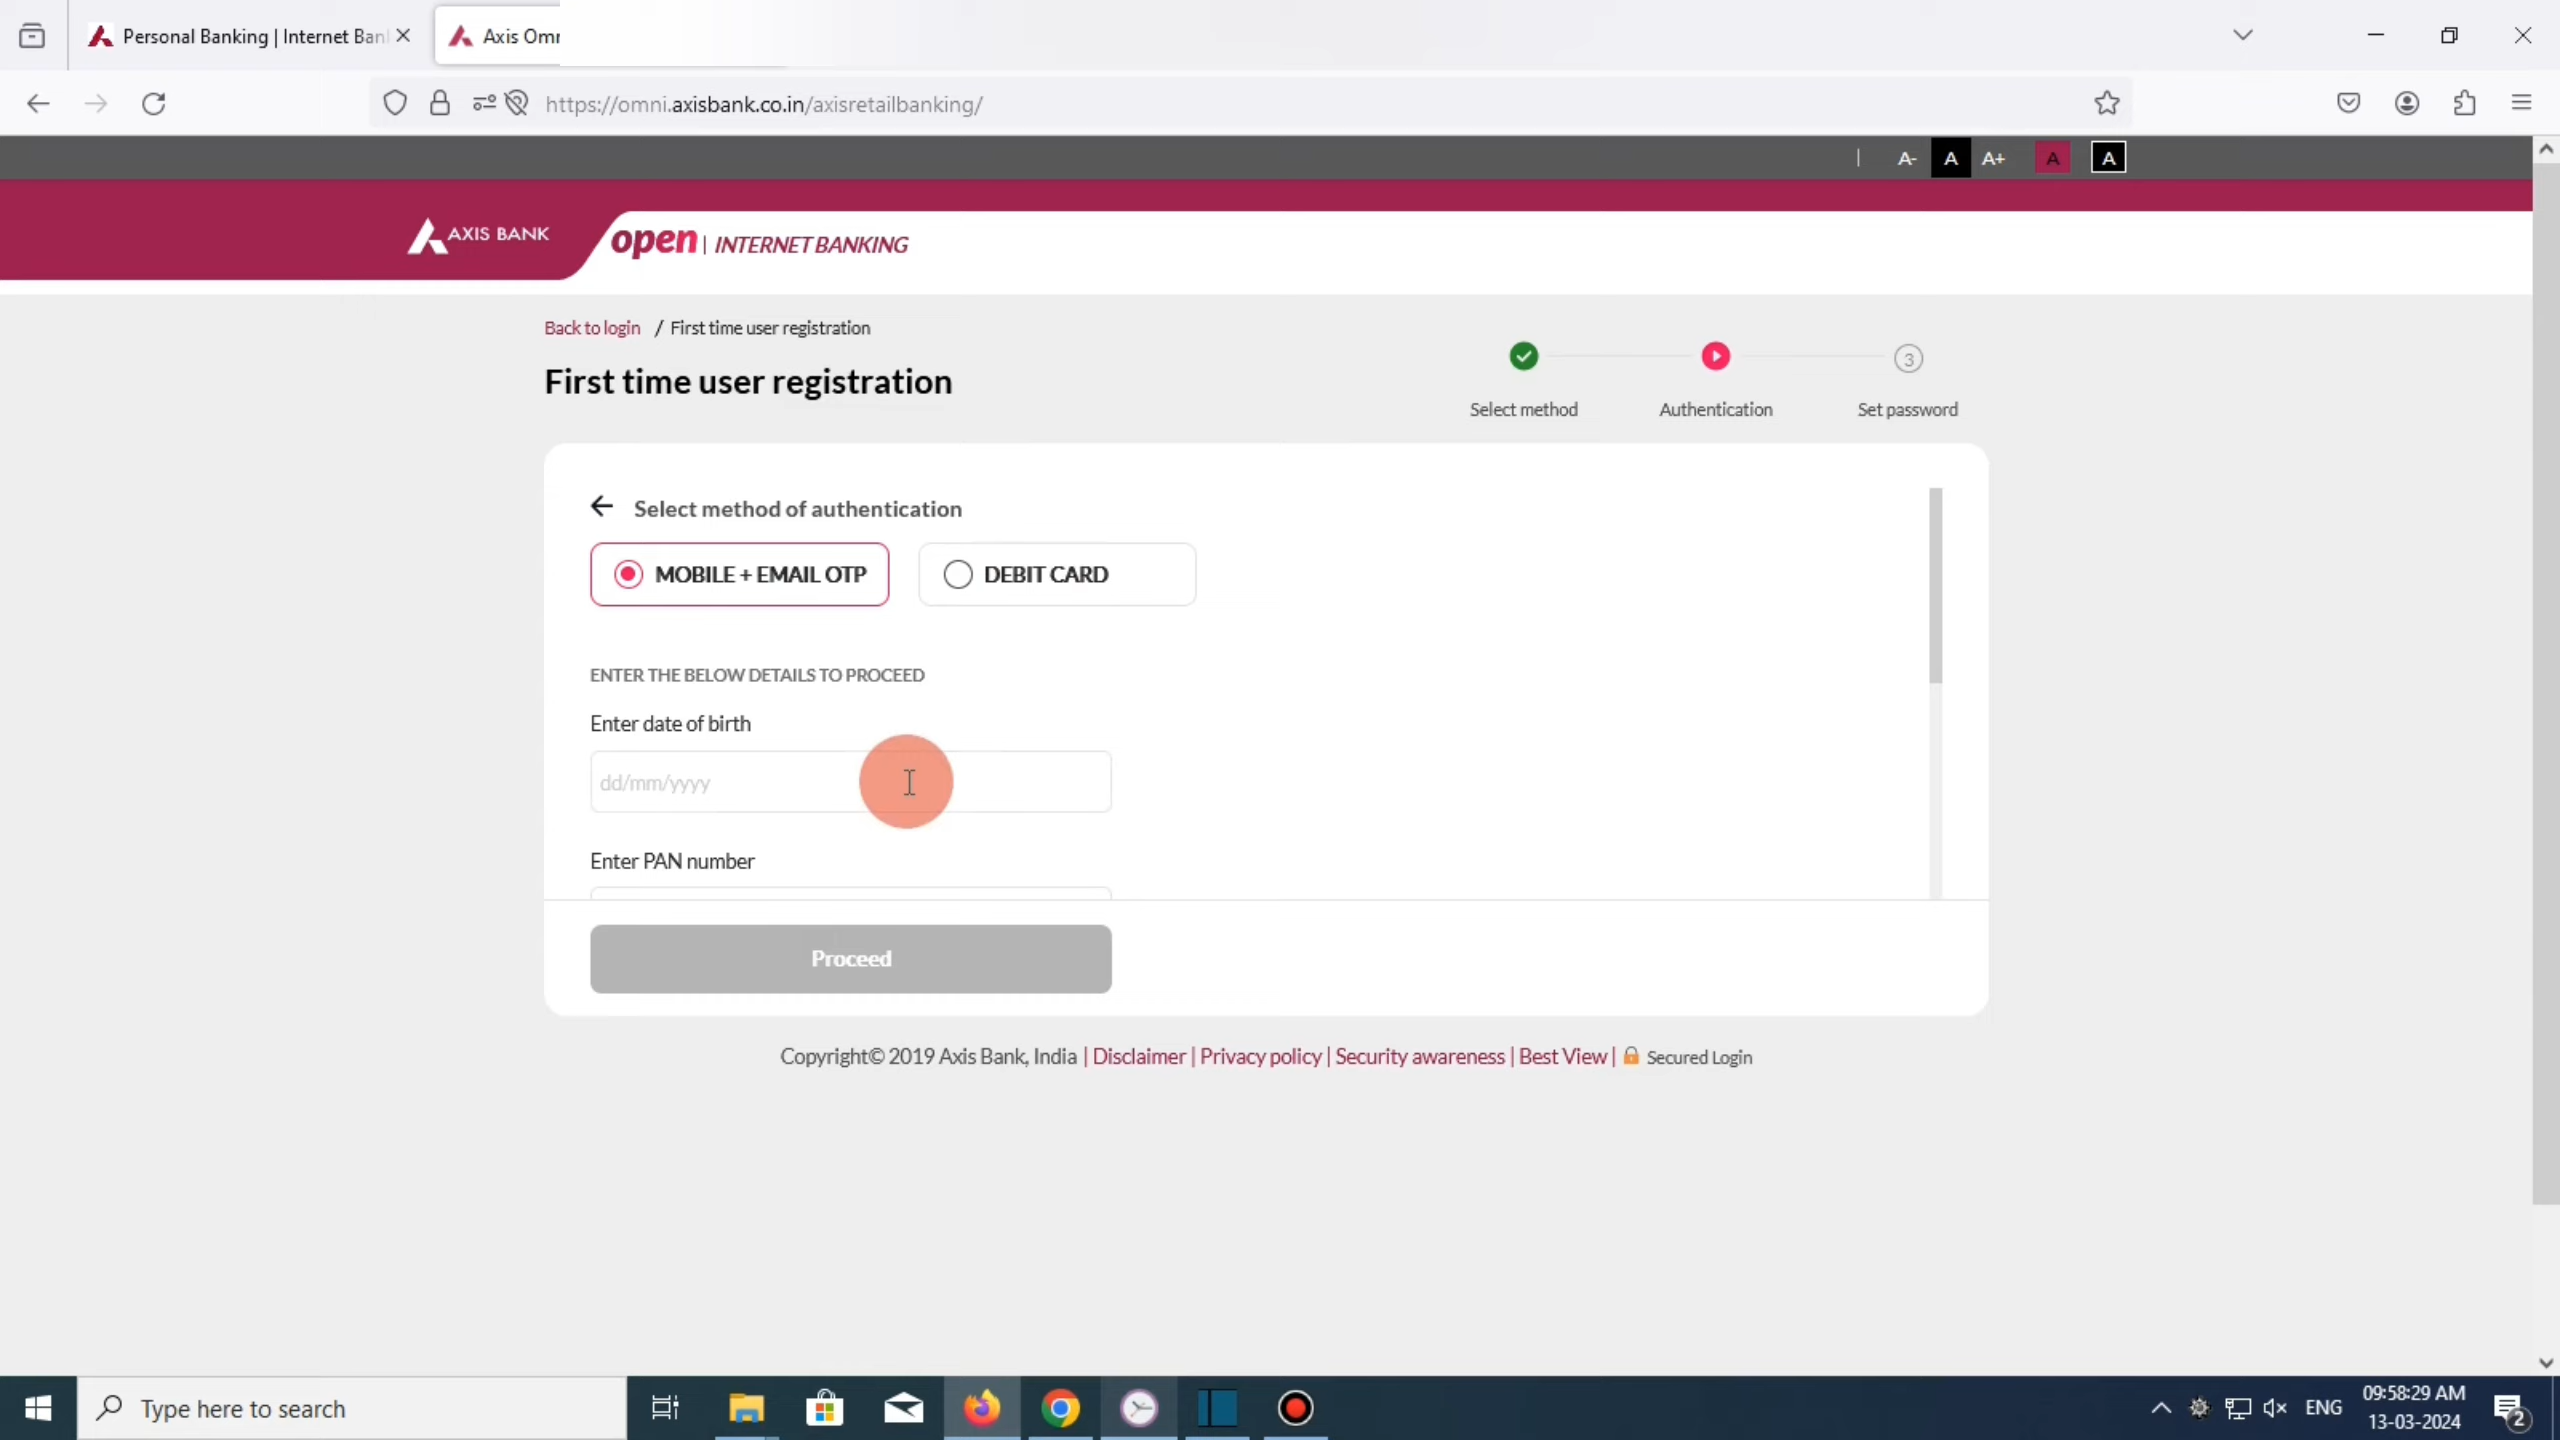 Personal Banking | Internet Ban
Axis Omn
https://omni.axisbank.co.in/axisretailbanking/
| A- A A+ A A
AXIS BANK
open | INTERNET BANKING
Back to login / First time user registration
First time user registration
3
Select method
Authentication
Set password
Select method of authentication
MOBILE + EMAIL OTP
DEBIT CARD
ENTER THE BELOW DETAILS TO PROCEED
Enter date of birth
dd/mm/yyyy
Enter PAN number
Proceed
Copyright© 2019 Axis Bank, India | Disclaimer | Privacy policy | Security awareness | Best View | Secured Login
Type here to search
ENG
09:58:29 AM
13-03-2024
2